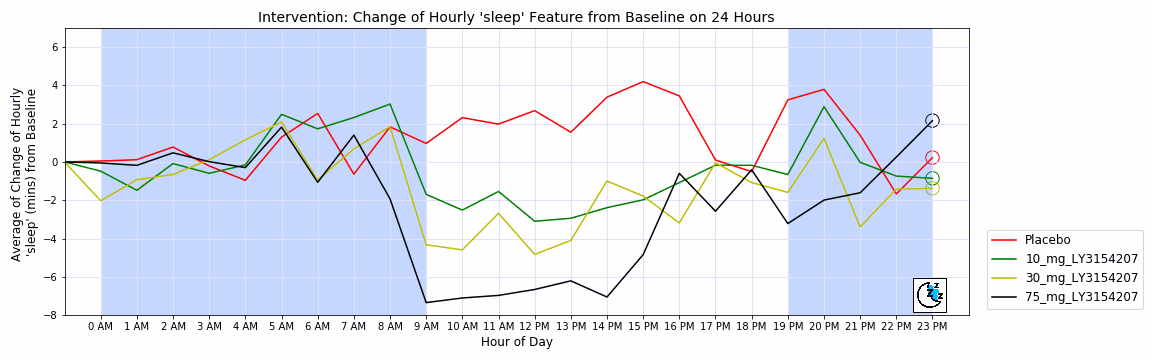 Intervention: Change of Hourly 'sleep' Feature from Baseline on 24 Hours
Average of Change of Hourly
'sleep' (mins) from Baseline
6
4
2
0
−2
−4
−6
−8
0 AM 1 AM 2 AM 3 AM 4 AM 5 AM 6 AM 7 AM 8 AM 9 AM 10 AM 11 AM 12 PM 13 PM 14 PM 15 PM 16 PM 17 PM 18 PM 19 PM 20 PM 21 PM 22 PM 23 PM
Hour of Day
Placebo
10_mg_LY3154207
30_mg_LY3154207
75_mg_LY3154207